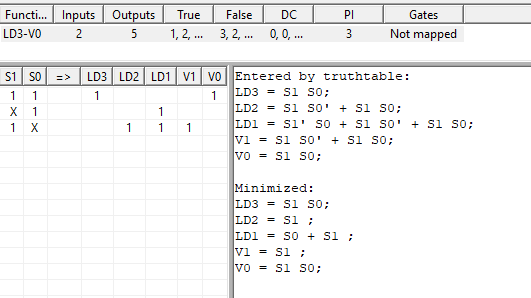 Functi... Inputs Outputs True False DC PI Gates
LD3-V0 2 5 1, 2, ... 3, 2, ... 0, 0, ... 3 Not mapped
S1 S0 => LD3 LD2 LD1 V1 V0
1 1 1 1
X 1 1
1 X 1 1 1
Entered by truthtable:
LD3 = S1 S0;
LD2 = S1 S0' + S1 S0;
LD1 = S1' S0 + S1 S0' + S1 S0;
V1 = S1 S0' + S1 S0;
V0 = S1 S0;
Minimized:
LD3 = S1 S0;
LD2 = S1 ;
LD1 = S0 + S1 ;
V1 = S1 ;
V0 = S1 S0;